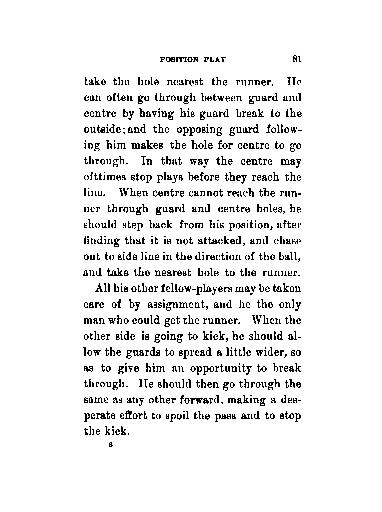 POSITION PLAY 81
take the hole nearest the runner. He
can often go through between guard and
centre by having his guard break to the
outside; and the opposing guard follow-
ing him makes the hole for centre to go
through. In that way the centre may
ofttimes stop plays before they reach the
line. When centre cannot reach the run-
ner through guard and centre holes, he
should step back from his position, after
finding that it is not attacked, and chase
out to side line in the direction of the ball,
and take the nearest hole to the runner.
All his other fellow-players may be taken
care of by assignment, and he the only
man who could get the runner. When the
other side is going to kick, he should al-
low the guards to spread a little wider, so
as to give him an opportunity to break
through. He should then go through the
same as any other forward, making a des-
perate effort to spoil the pass and to stop
the kick.
6